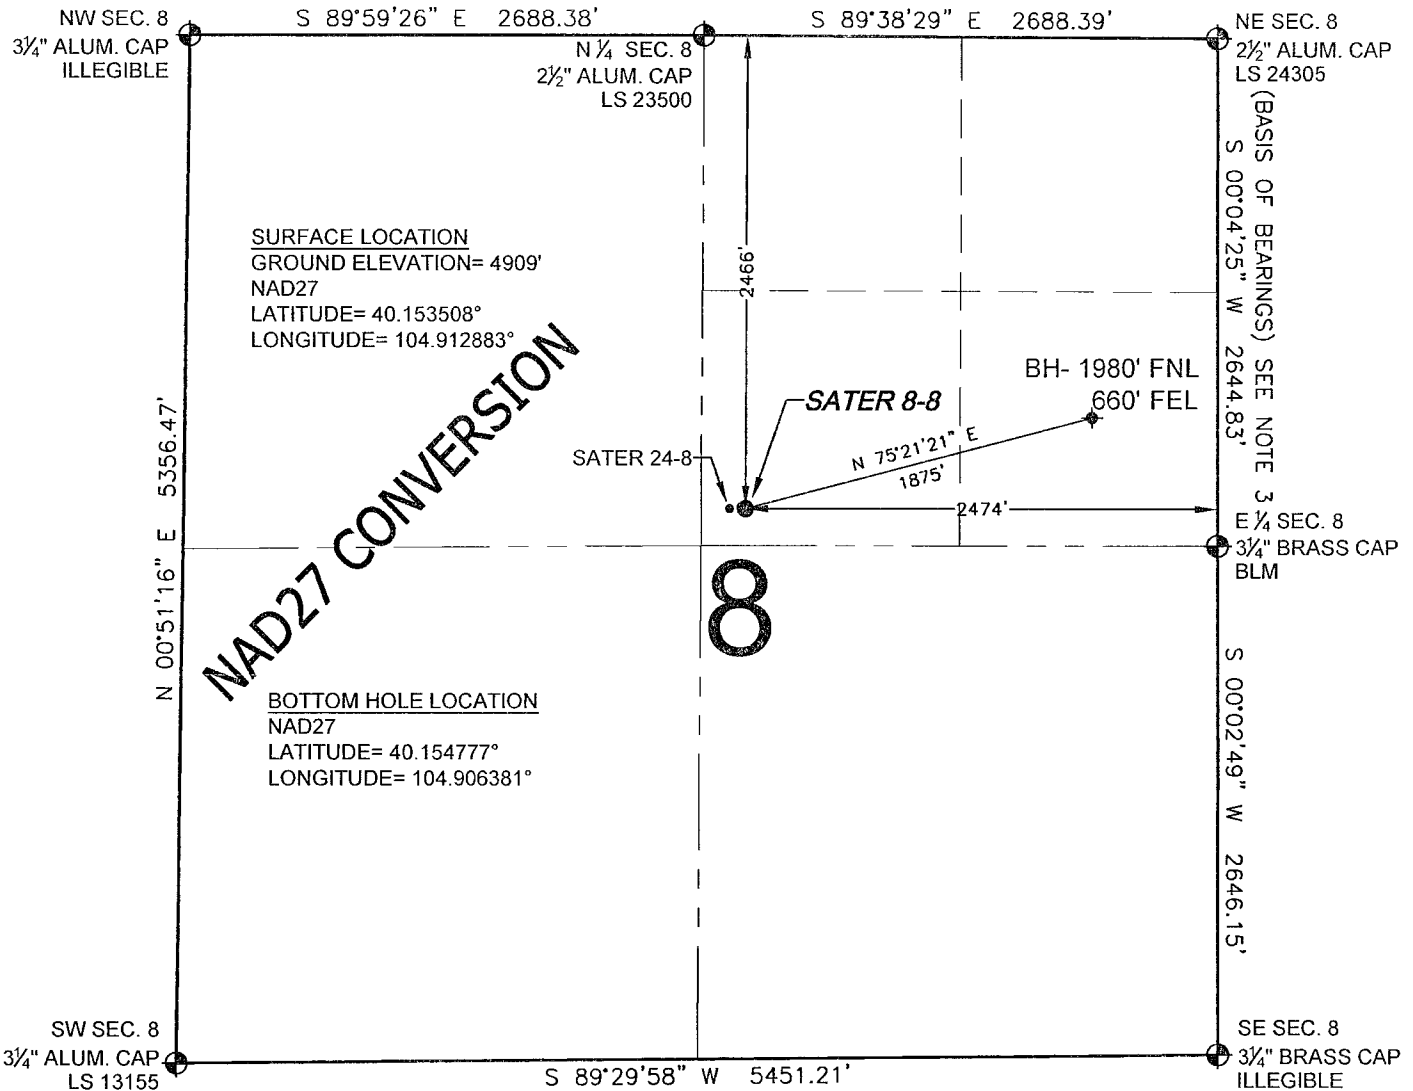 NW SEC. 8
3¼" ALUM. CAP
ILLEGIBLE
S 89°59'26" E 2688.38'
N ¼ SEC. 8
2½" ALUM. CAP
LS 23500
S 89°38'29" E 2688.39'
NE SEC. 8
2½" ALUM. CAP
LS 24305
(BASIS OF BEARINGS) SEE NOTE 3
S 00°04'25" W 2644.83'
SURFACE LOCATION
GROUND ELEVATION= 4909'
NAD27
LATITUDE= 40.153508°
LONGITUDE= 104.912883°
2466'
BH- 1980' FNL
660' FEL
SATER 8-8
SATER 24-8
N 75°21'21" E
1875'
2474'
E ¼ SEC. 8
3¼" BRASS CAP
BLM
N 00°51'16" E 5356.47'
NAD27 CONVERSION
8
BOTTOM HOLE LOCATION
NAD27
LATITUDE= 40.154777°
LONGITUDE= 104.906381°
S 00°02'49" W 2646.15'
SW SEC. 8
3¼" ALUM. CAP
LS 13155
S 89°29'58" W 5451.21'
SE SEC. 8
3¼" BRASS CAP
ILLEGIBLE